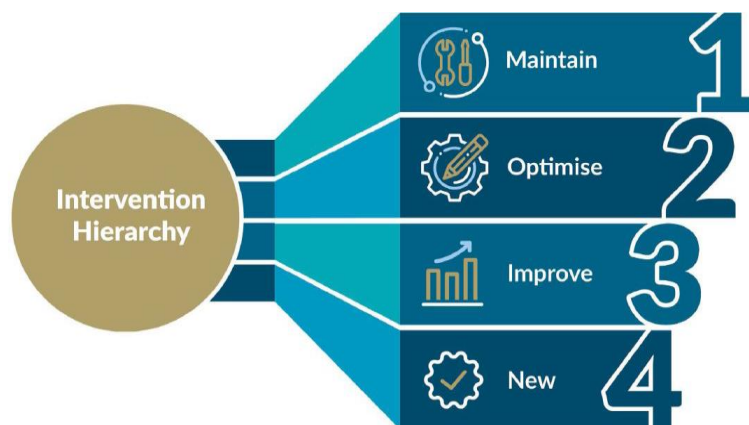 Intervention
Hierarchy
Maintain
1
Optimise
2
Improve
3
New
4